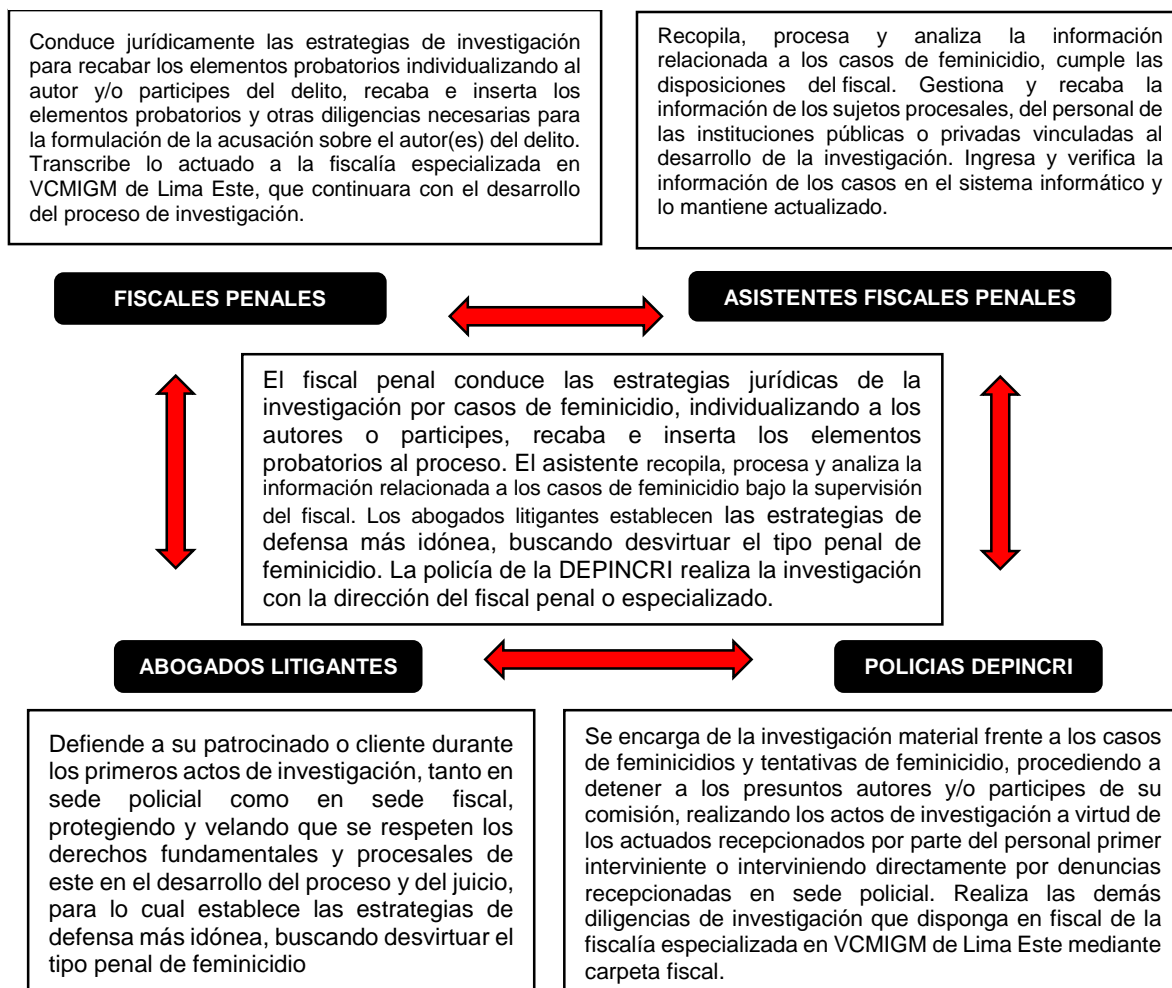 Conduce jurídicamente las estrategias de investigación
para recabar los elementos probatorios individualizando al
autor y/o participes del delito, recaba e inserta los
elementos probatorios y otras diligencias necesarias para
la formulación de la acusación sobre el autor(es) del delito.
Transcribe lo actuado a la fiscalía especializada en
VCMIGM de Lima Este, que continuara con el desarrollo
del proceso de investigación.
Recopila, procesa y analiza la información
relacionada a los casos de feminicidio, cumple las
disposiciones del fiscal. Gestiona y recaba la
información de los sujetos procesales, del personal de
las instituciones públicas o privadas vinculadas al
desarrollo de la investigación. Ingresa y verifica la
información de los casos en el sistema informático y
lo mantiene actualizado.
FISCALES PENALES
ASISTENTES FISCALES PENALES
El fiscal penal conduce las estrategias jurídicas de la
investigación por casos de feminicidio, individualizando a los
autores o participes, recaba e inserta los elementos
probatorios al proceso. El asistente recopila, procesa y analiza la
información relacionada a los casos de feminicidio bajo la supervisión
del fiscal. Los abogados litigantes establecen las estrategias de
defensa más idónea, buscando desvirtuar el tipo penal de
feminicidio. La policía de la DEPINCRI realiza la investigación
con la dirección del fiscal penal o especializado.
ABOGADOS LITIGANTES
POLICIAS DEPINCRI
Defiende a su patrocinado o cliente durante
los primeros actos de investigación, tanto en
sede policial como en sede fiscal,
protegiendo y velando que se respeten los
derechos fundamentales y procesales de
este en el desarrollo del proceso y del juicio,
para lo cual establece las estrategias de
defensa más idónea, buscando desvirtuar el
tipo penal de feminicidio
Se encarga de la investigación material frente a los casos
de feminicidios y tentativas de feminicidio, procediendo a
detener a los presuntos autores y/o participes de su
comisión, realizando los actos de investigación a virtud de
los actuados recepcionados por parte del personal primer
interviniente o interviniendo directamente por denuncias
recepcionadas en sede policial. Realiza las demás
diligencias de investigación que disponga en fiscal de la
fiscalía especializada en VCMIGM de Lima Este mediante
carpeta fiscal.